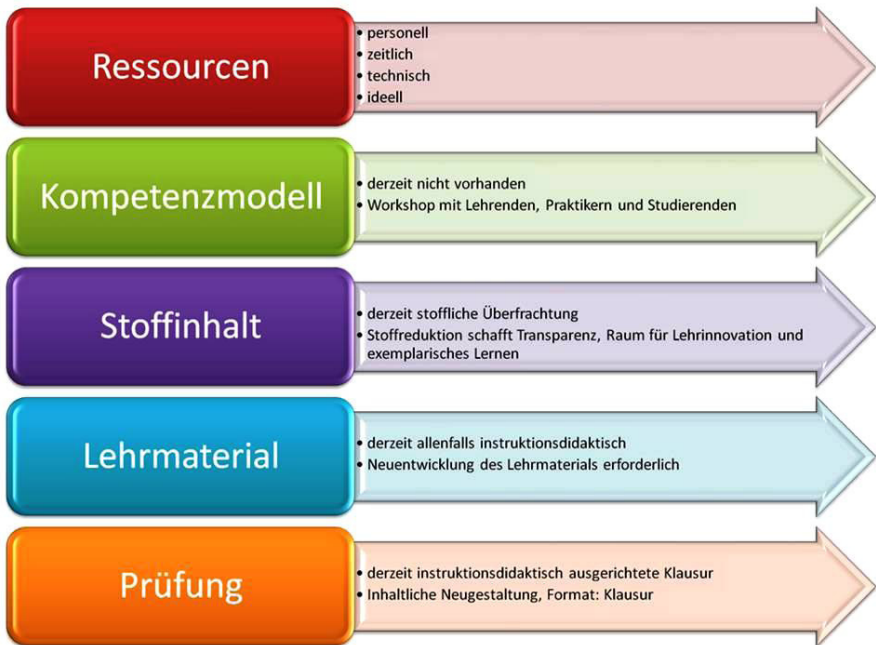 Ressourcen
• personell
• zeitlich
• technisch
• ideell
Kompetenzmodell
• derzeit nicht vorhanden
• Workshop mit Lehrenden, Praktikern und Studierenden
Stoffinhalt
• derzeit stoffliche Überfrachtung
• Stoffreduktion schafft Transparenz, Raum für Lehrinnovation und
exemplarisches Lernen
Lehrmaterial
• derzeit allenfalls instruktionsdidaktisch
• Neuentwicklung des Lehrmaterials erforderlich
Prüfung
• derzeit instruktionsdidaktisch ausgerichtete Klausur
• Inhaltliche Neugestaltung, Format: Klausur